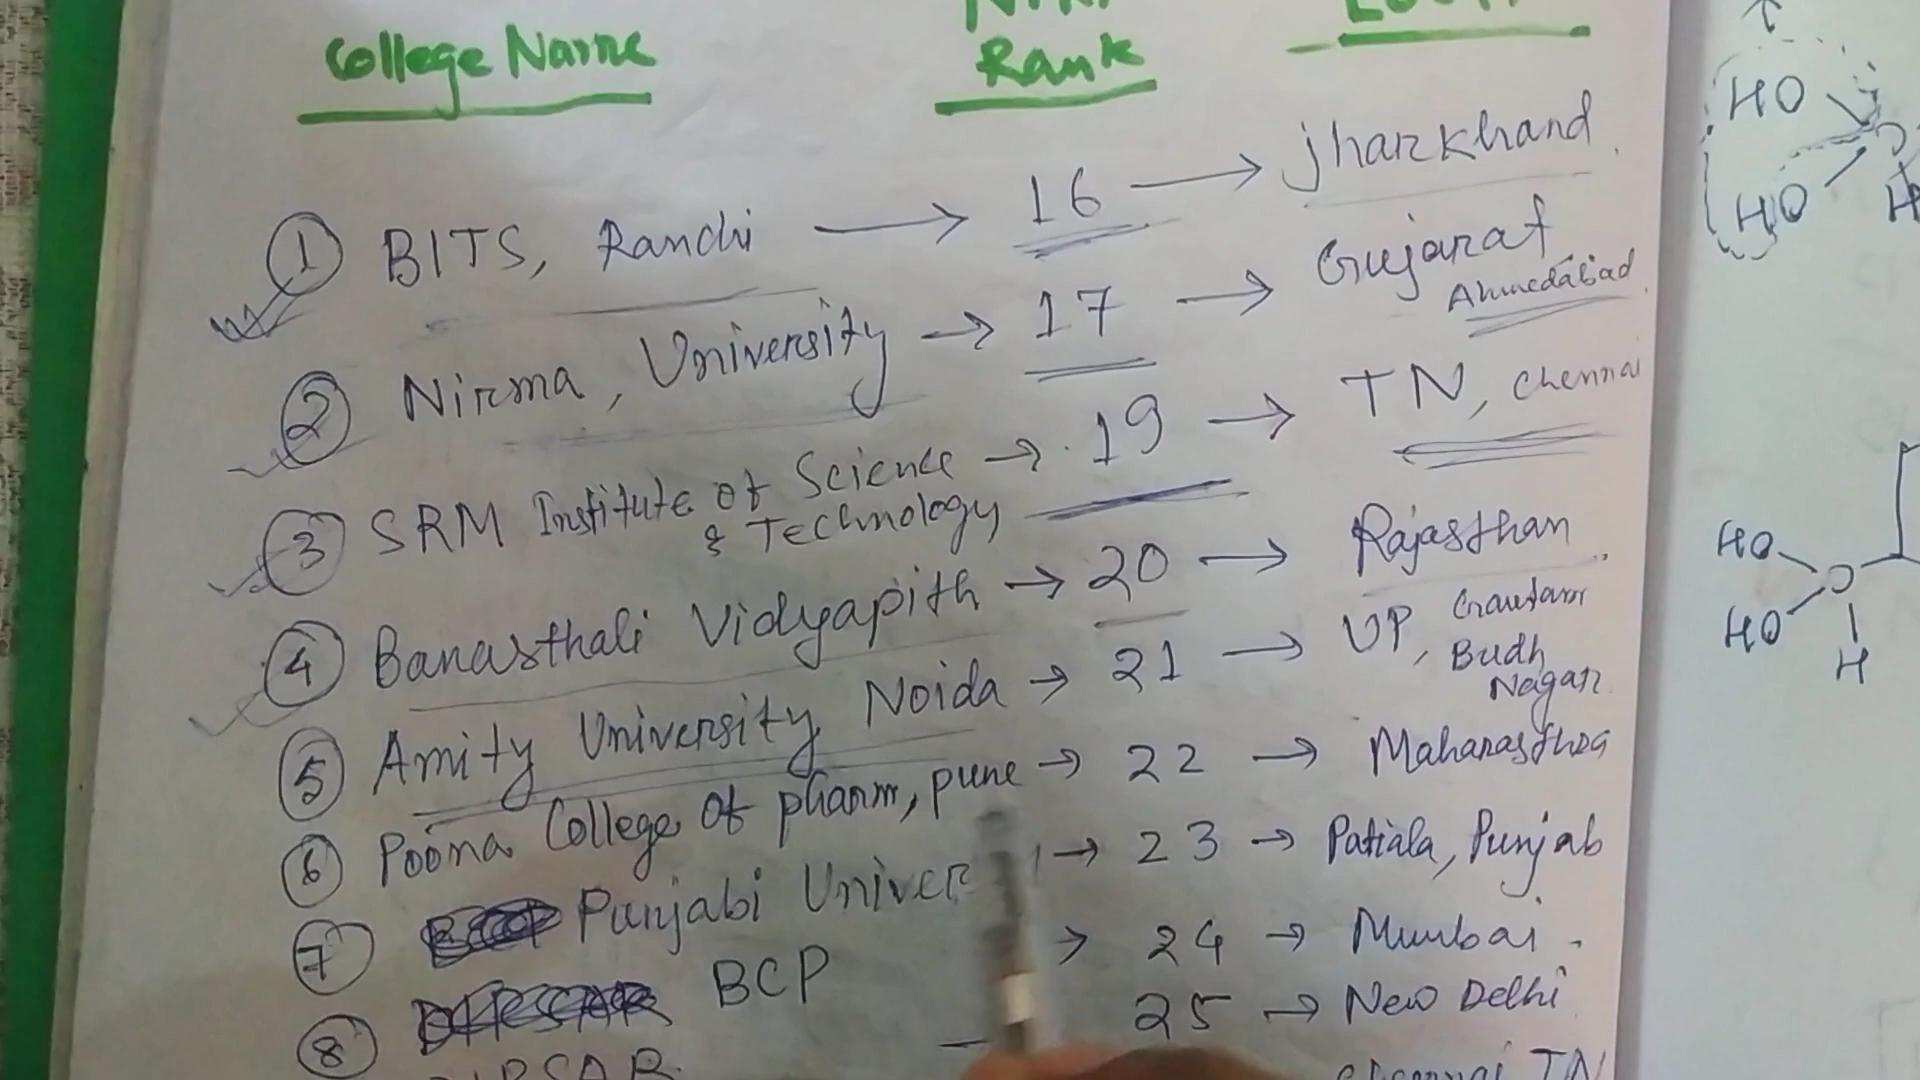 College Name
Rank
1 BITS, Ranchi → 16 → Jharkhand
2 Nirma, University → 17 → Gujarat
Ahmedabad
3 SRM Institute of Science → 19 → TN, Chennai
& Technology
4 Banasthali Vidyapith → 20 → Rajasthan
5 Amity University Noida → 21 → UP, Gautam
Budh
Nagar
6 Poona College of pharm, pune → 22 → Maharasthra
7 Punjabi → 23 → Patiala, Punjab
8 BCP → 24 → Mumbai
25 → New Delhi
TN
HO
HO
H
HO
HO
H